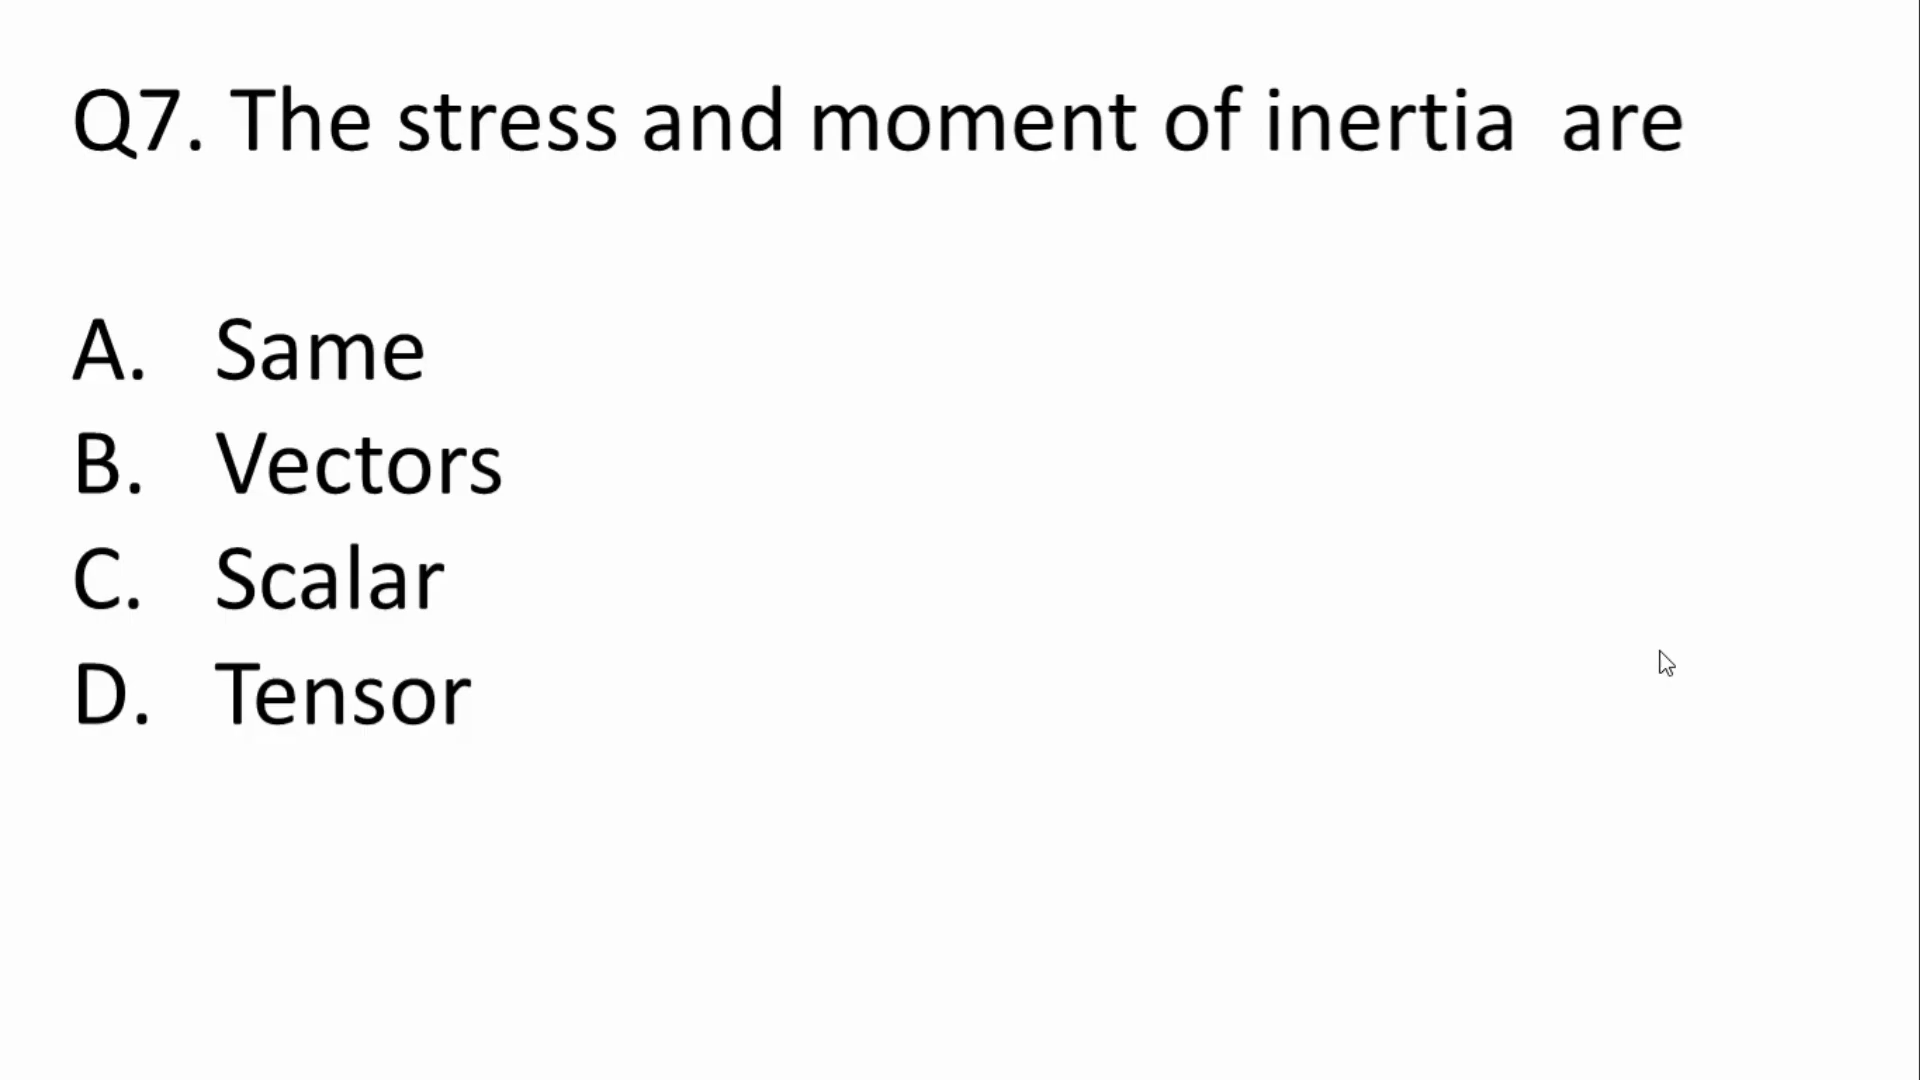 Q7. The stress and moment of inertia  are
A. Same
B. Vectors
C. Scalar
D. Tensor